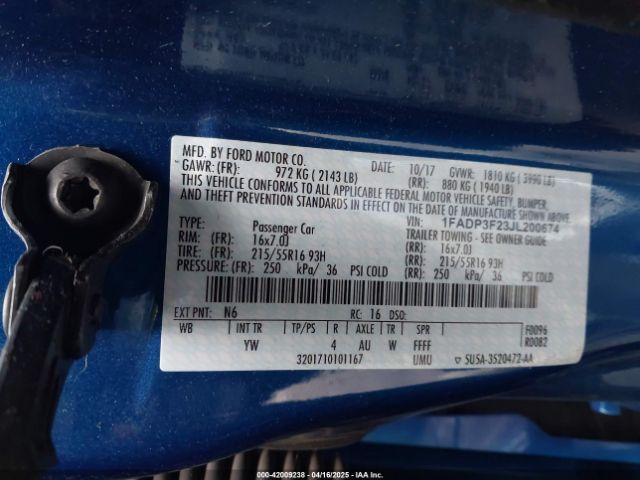 MFD. BY FORD MOTOR CO.
DATE: 10/17 GVWR: 1810 KG ( 3990 LB)
GAWR: (FR): 972 KG ( 2143 LB) (RR): 880 KG ( 1940 LB)
THIS VEHICLE CONFORMS TO ALL APPLICABLE FEDERAL MOTOR VEHICLE SAFETY, BUMPER,
AND THEFT PREVENTION STANDARDS IN EFFECT ON THE DATE OF MANUFACTURE SHOWN ABOVE.
VIN: 1FADP3F23JL200674
TYPE: Passenger Car TRAILER TOWING - SEE OWNER GUIDE
RIM: (FR): 16x7.0J (RR): 16x7.0J
TIRE: (FR): 215/55R16 93H (RR): 215/55R16 93H
PRESSURE: (FR): 250 kPa/ 36 PSI COLD (RR): 250 kPa/ 36 PSI COLD
EXT PNT: N6 RC: 16 DSO:
WB INT TR TP/PS R AXLE TR SPR
F0096
R0082
YW 4 AU W FFFF
3201710101167 UMU 5U5A-3520472-AA
000-42009238 - 04/16/2025 - IAAI.COM